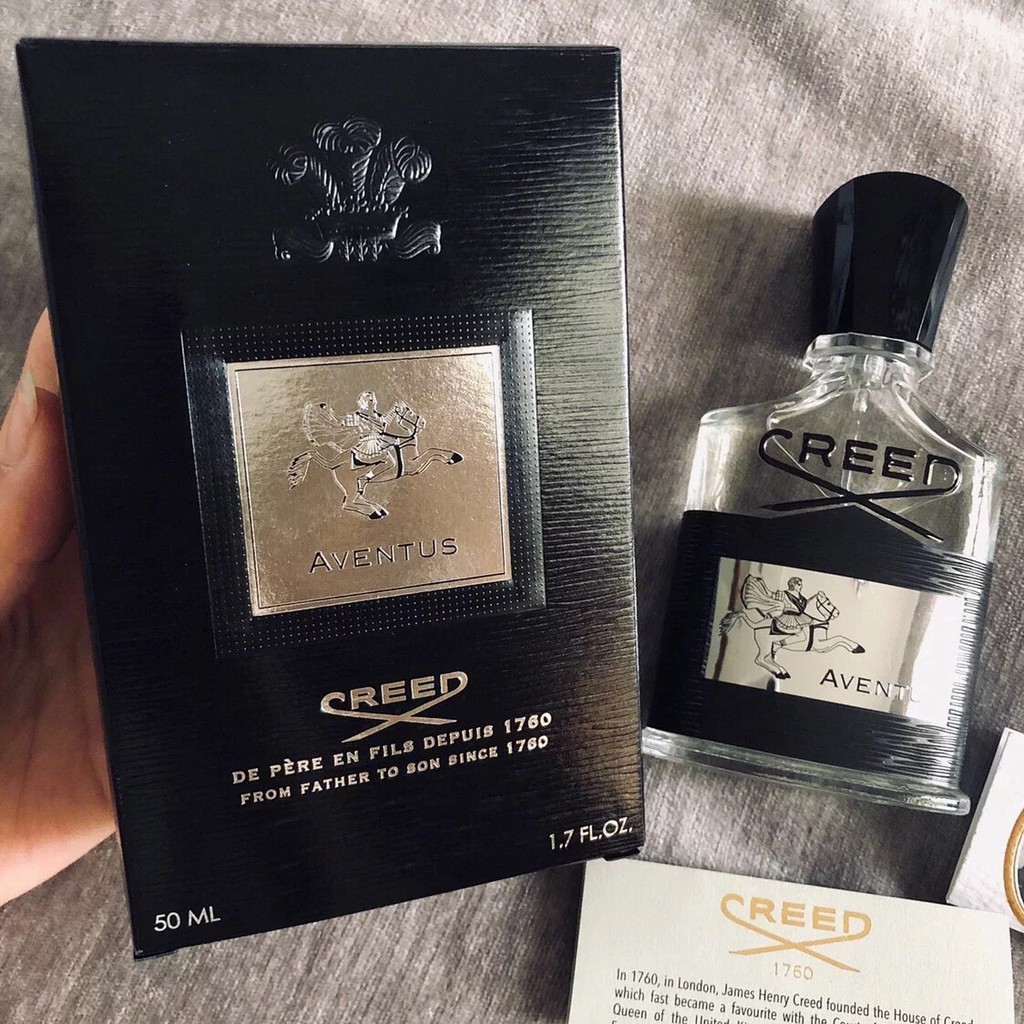 AVENTUS
CREED
DE PÈRE EN FILS DEPUIS 1760
FROM FATHER TO SON SINCE 1760
1.7 FL.OZ.
50 ML
CREED
AVENTU
CREED
1760
In 1760, in London, James Henry Creed founded the House of Creed
which fast became a favourite with the
Queen of the United